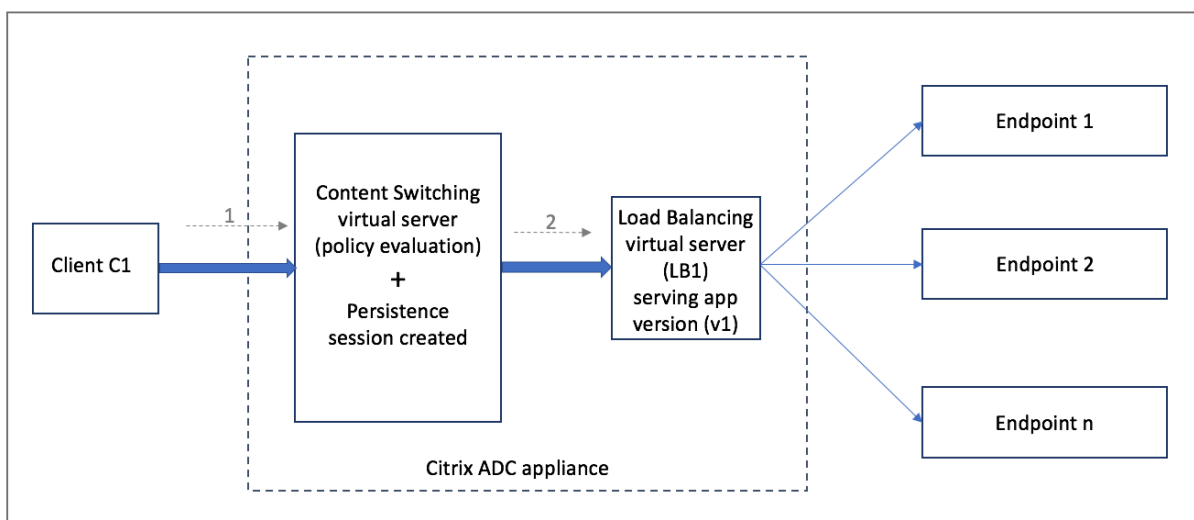 Client C1
1
Content Switching
virtual server
(policy evaluation)
+
Persistence
session created
2
Load Balancing
virtual server
(LB1)
serving app
version (v1)
Endpoint 1
Endpoint 2
Endpoint n
Citrix ADC appliance